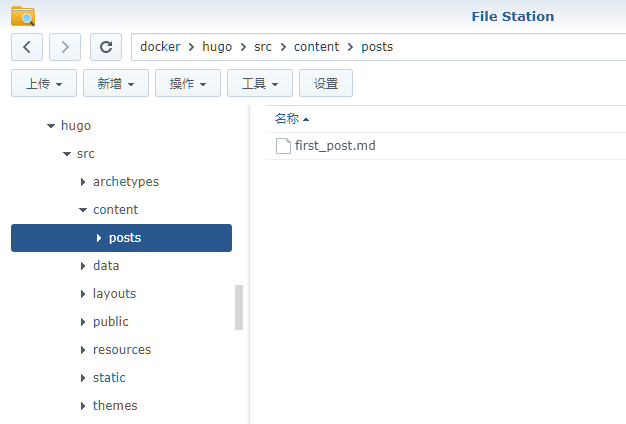 File Station
docker > hugo > src > content > posts
上传 新增 操作 工具 设置
hugo
src
archetypes
content
posts
data
layouts
public
resources
static
themes
名称
first_post.md